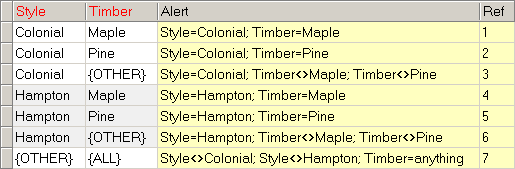 Style Timber Alert Ref
Colonial Maple Style=Colonial; Timber=Maple 1
Colonial Pine Style=Colonial; Timber=Pine 2
Colonial {OTHER} Style=Colonial; Timber<>Maple; Timber<>Pine 3
Hampton Maple Style=Hampton; Timber=Maple 4
Hampton Pine Style=Hampton; Timber=Pine 5
Hampton {OTHER} Style=Hampton; Timber<>Maple; Timber<>Pine 6
{OTHER} {ALL} Style<>Colonial; Style<>Hampton; Timber=anything 7